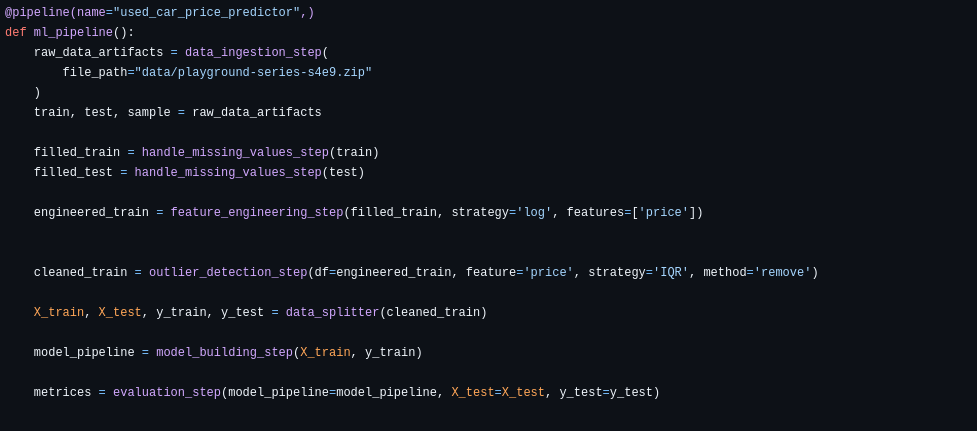 @pipeline(name="used_car_price_predictor",)
def ml_pipeline():
    raw_data_artifacts = data_ingestion_step(
        file_path="data/playground-series-s4e9.zip"
    )
    train, test, sample = raw_data_artifacts
    filled_train = handle_missing_values_step(train)
    filled_test = handle_missing_values_step(test)
    engineered_train = feature_engineering_step(filled_train, strategy='log', features=['price'])
    cleaned_train = outlier_detection_step(df=engineered_train, feature='price', strategy='IQR', method='remove')
    X_train, X_test, y_train, y_test = data_splitter(cleaned_train)
    model_pipeline = model_building_step(X_train, y_train)
    metrices = evaluation_step(model_pipeline=model_pipeline, X_test=X_test, y_test=y_test)